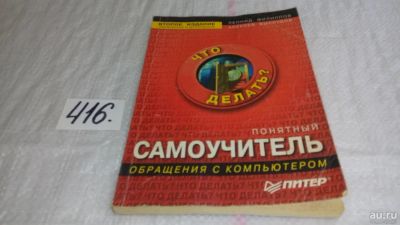 416.
ВТОРОЕ ИЗДАНИЕ
ЧТО
ДЕЛАТЬ?
ПОНЯТНЫЙ
САМОУЧИТЕЛЬ
ОБРАЩЕНИЯ С КОМПЬЮТЕРОМ
ПИТЕР
au.ru